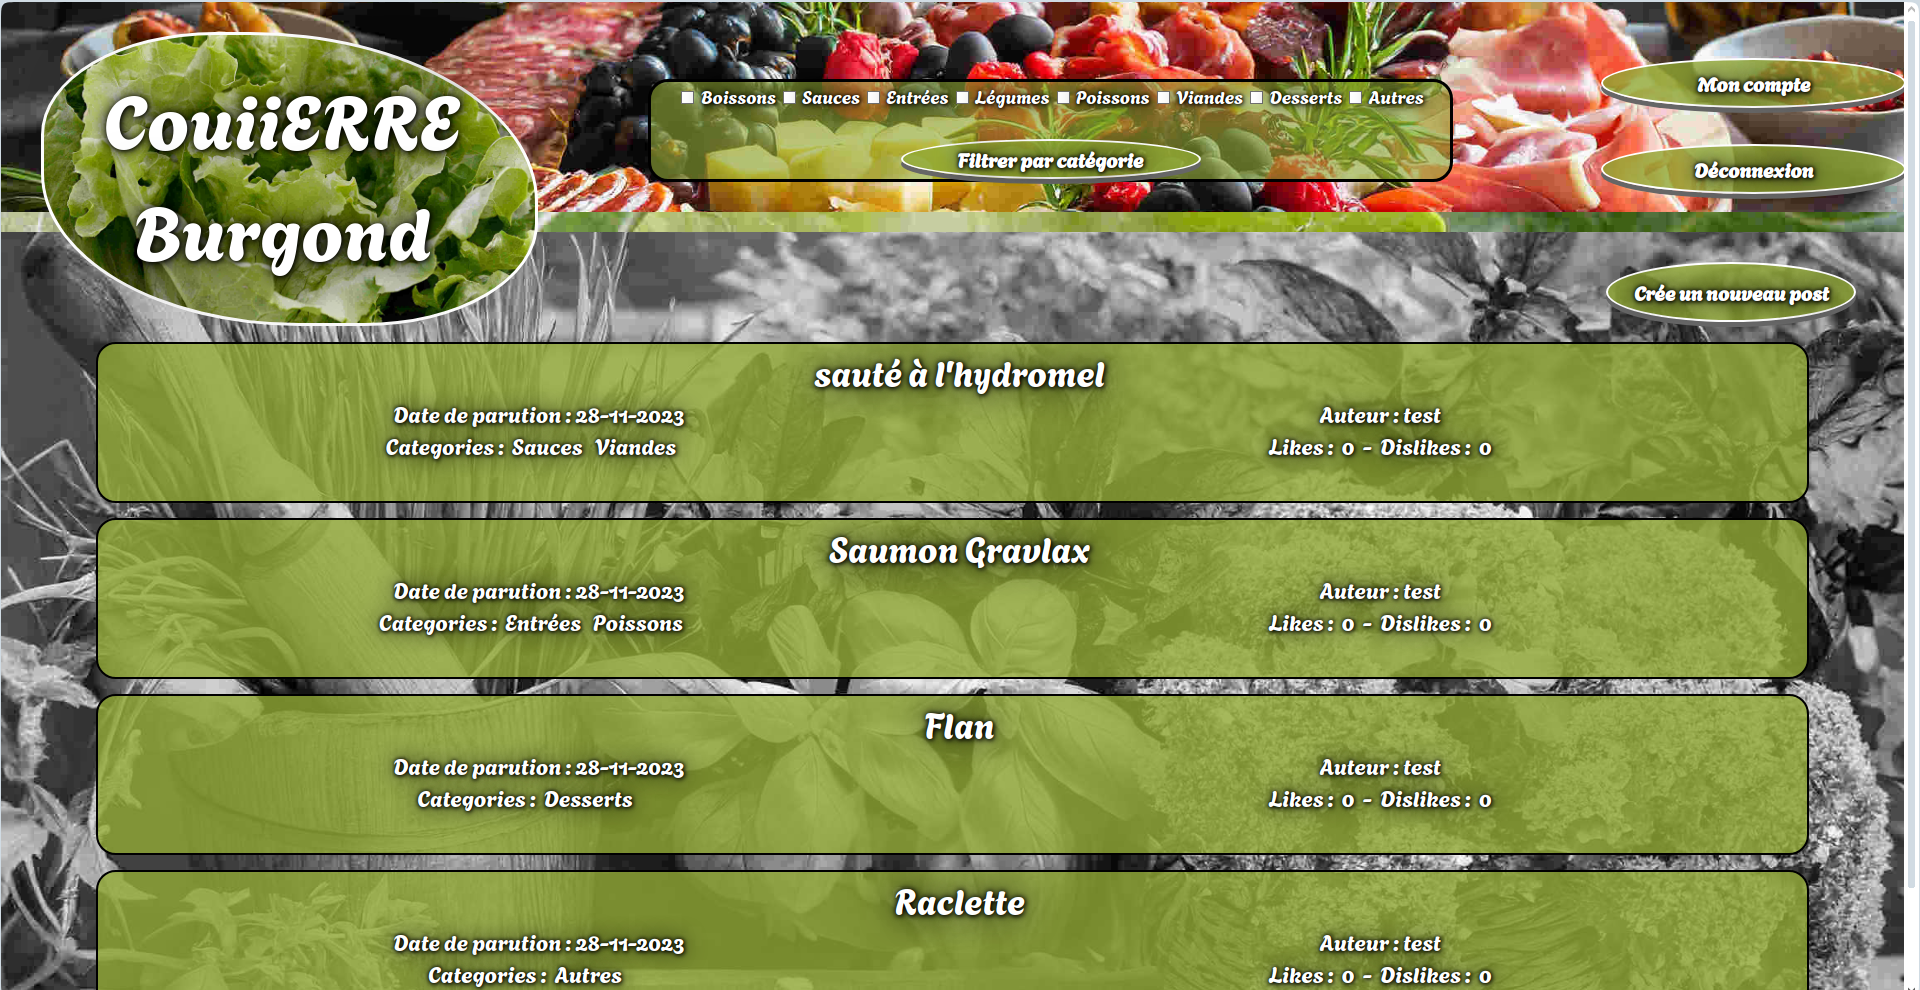 CouiiERRE
Burgond
Boissons Sauces Entrées Légumes Poissons Viandes Desserts Autres
Filtrer par catégorie
Mon compte
Déconnexion
Crée un nouveau post
sauté à l'hydromel
Date de parution : 28-11-2023
Auteur : test
Categories : Sauces Viandes
Likes : 0 - Dislikes : 0
Saumon Gravlax
Date de parution : 28-11-2023
Auteur : test
Categories : Entrées Poissons
Likes : 0 - Dislikes : 0
Flan
Date de parution : 28-11-2023
Auteur : test
Categories : Desserts
Likes : 0 - Dislikes : 0
Raclette
Date de parution : 28-11-2023
Auteur : test
Categories : Autres
Likes : 0 - Dislikes : 0